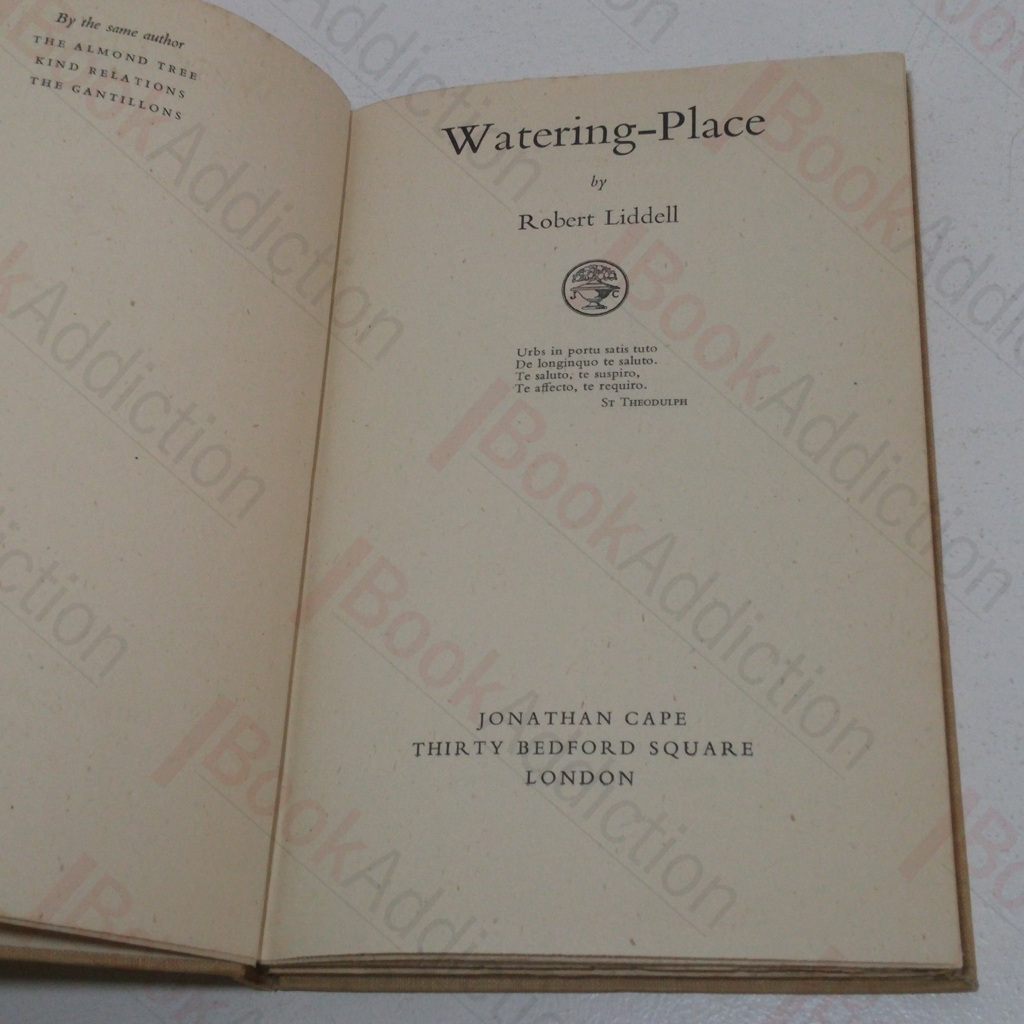 By the same author
THE ALMOND TREE
KIND RELATIONS
THE GANTILLONS
Watering-Place
by
Robert Liddell
J C
Urbs in portu satis tuto
De longinquo te saluto.
Te saluto, te suspiro,
Te affecto, te requiro.
ST THEODULPH
JONATHAN CAPE
THIRTY BEDFORD SQUARE
LONDON
BookAddiction